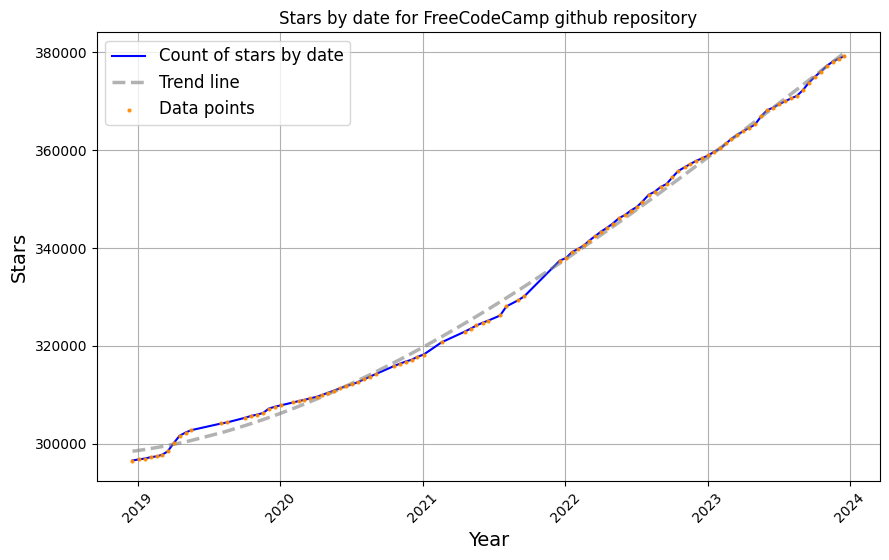 Stars by date for FreeCodeCamp github repository
Count of stars by date
Trend line
Data points
380000
360000
340000
320000
300000
Stars
2019
2020
2021
2022
2023
2024
Year